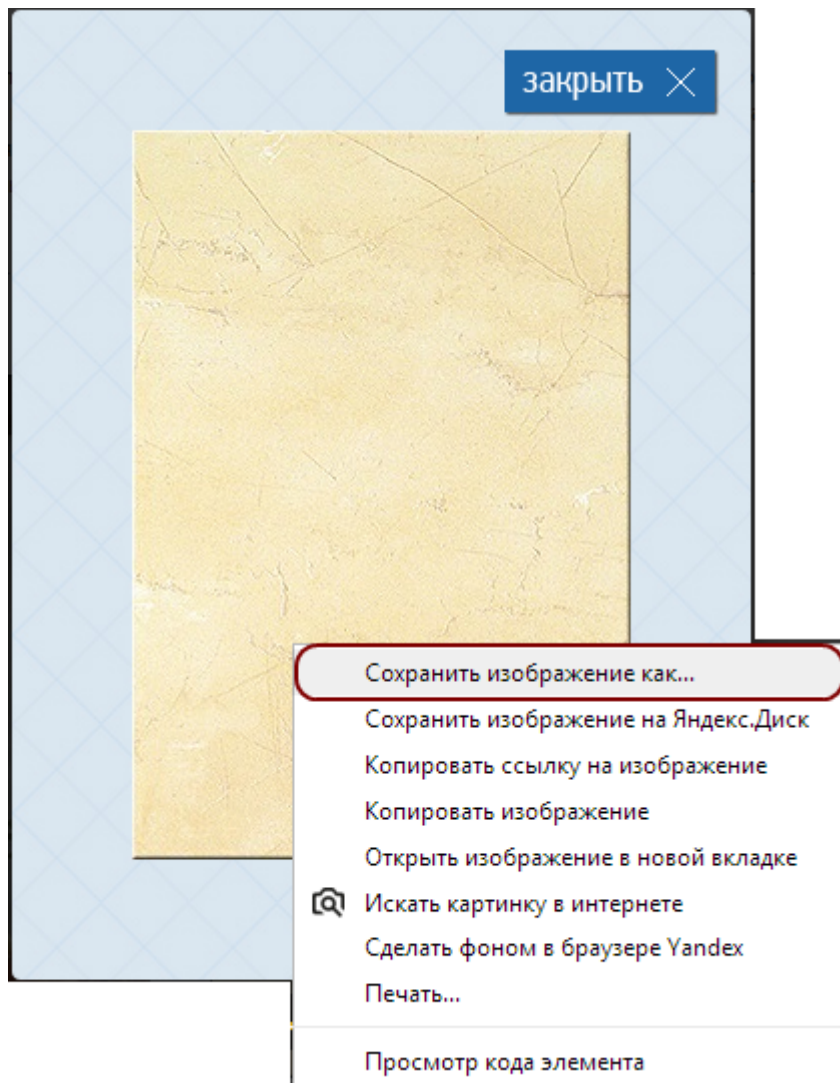 закрыть
Сохранить изображение как...
Сохранить изображение на Яндекс.Диск
Копировать ссылку на изображение
Копировать изображение
Открыть изображение в новой вкладке
Искать картинку в интернете
Сделать фоном в браузере Yandex
Печать...
Просмотр кода элемента